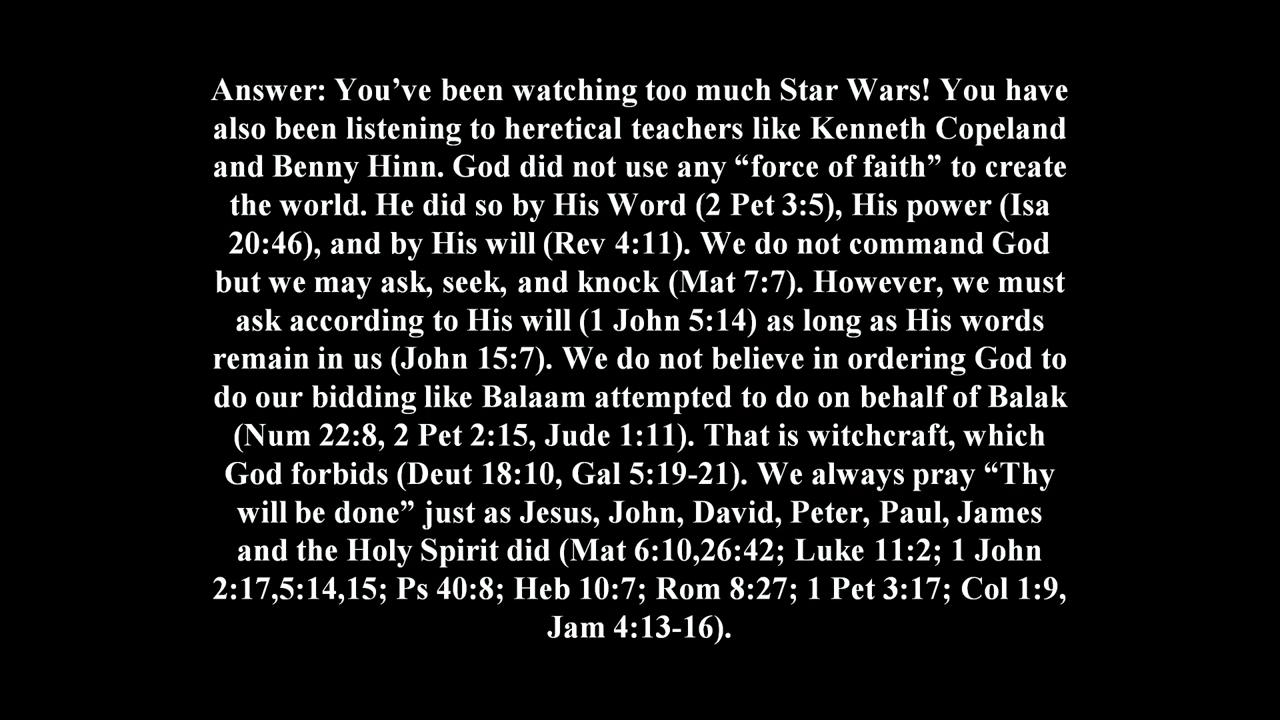 Answer: You’ve been watching too much Star Wars! You have
also been listening to heretical teachers like Kenneth Copeland
and Benny Hinn. God did not use any “force of faith” to create
the world. He did so by His Word (2 Pet 3:5), His power (Isa
20:46), and by His will (Rev 4:11). We do not command God
but we may ask, seek, and knock (Mat 7:7). However, we must
ask according to His will (1 John 5:14) as long as His words
remain in us (John 15:7). We do not believe in ordering God to
do our bidding like Balaam attempted to do on behalf of Balak
(Num 22:8, 2 Pet 2:15, Jude 1:11). That is witchcraft, which
God forbids (Deut 18:10, Gal 5:19-21). We always pray “Thy
will be done” just as Jesus, John, David, Peter, Paul, James
and the Holy Spirit did (Mat 6:10,26:42; Luke 11:2; 1 John
2:17,5:14,15; Ps 40:8; Heb 10:7; Rom 8:27; 1 Pet 3:17; Col 1:9,
Jam 4:13-16).